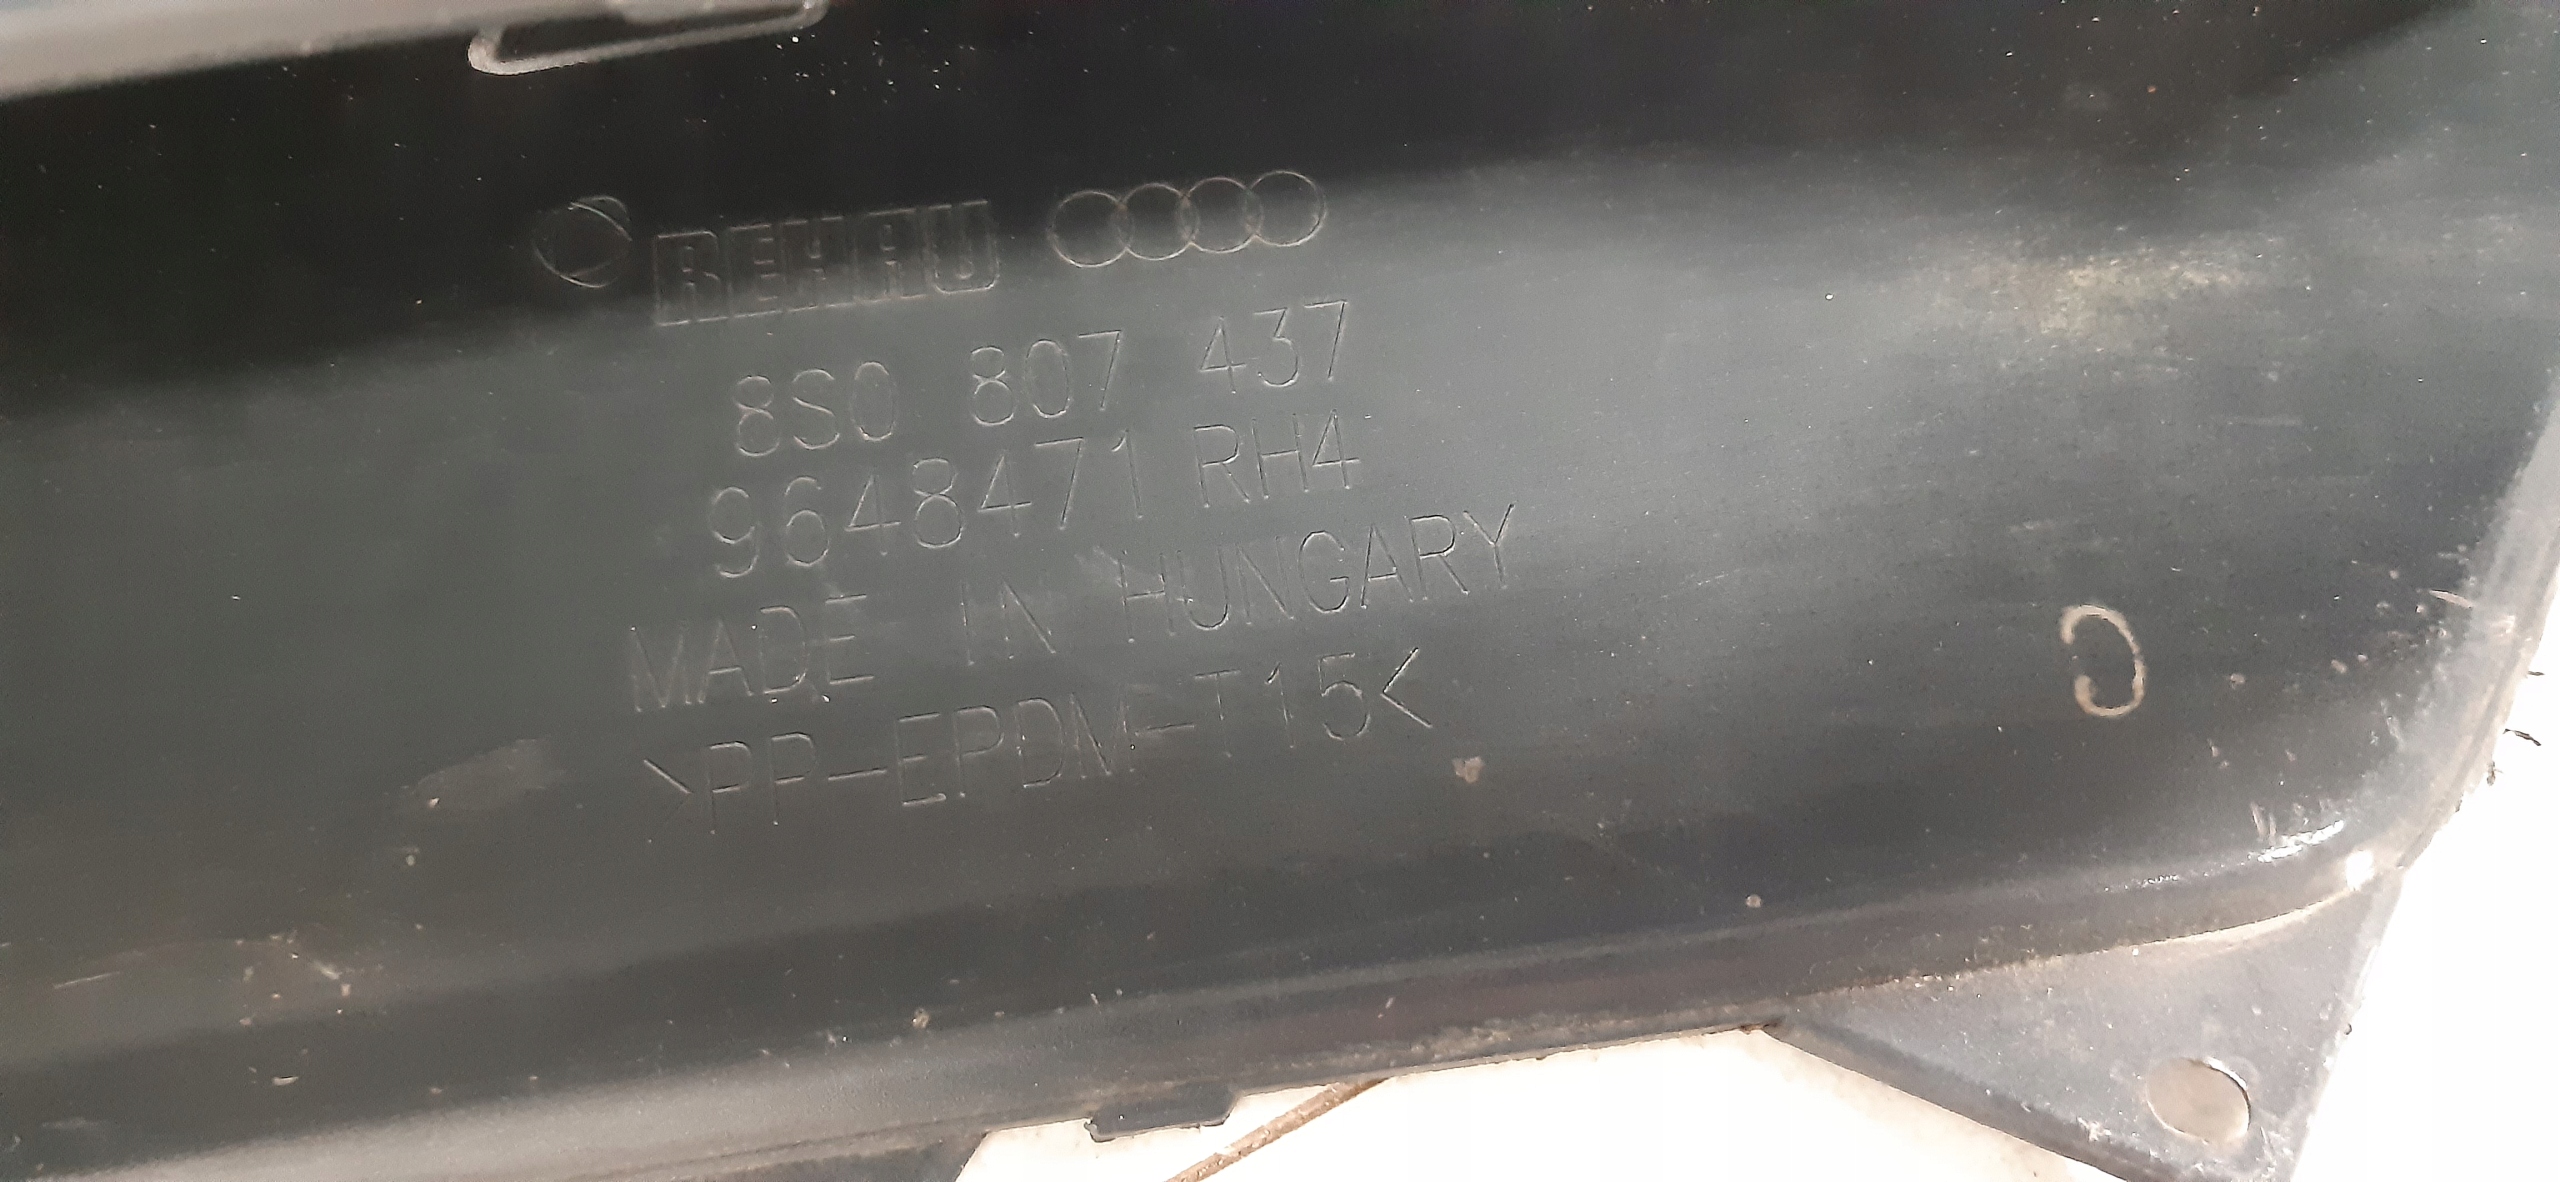 REHAU
8S0 807 437
9648471 RH4
MADE IN HUNGARY
>PP-EPDM-T15<
C